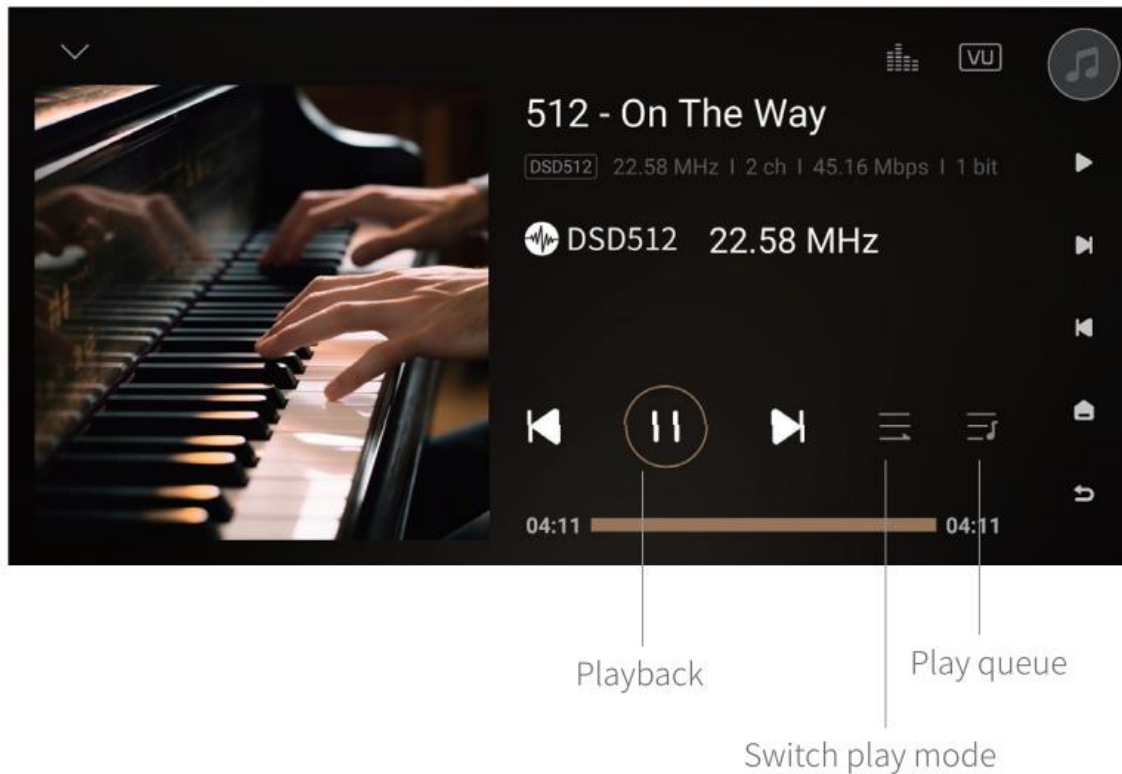 VU
512 - On The Way
DSD512 22.58 MHz I 2 ch I 45.16 Mbps I 1 bit
DSD512 22.58 MHz
04:11 04:11
Playback
Play queue
Switch play mode